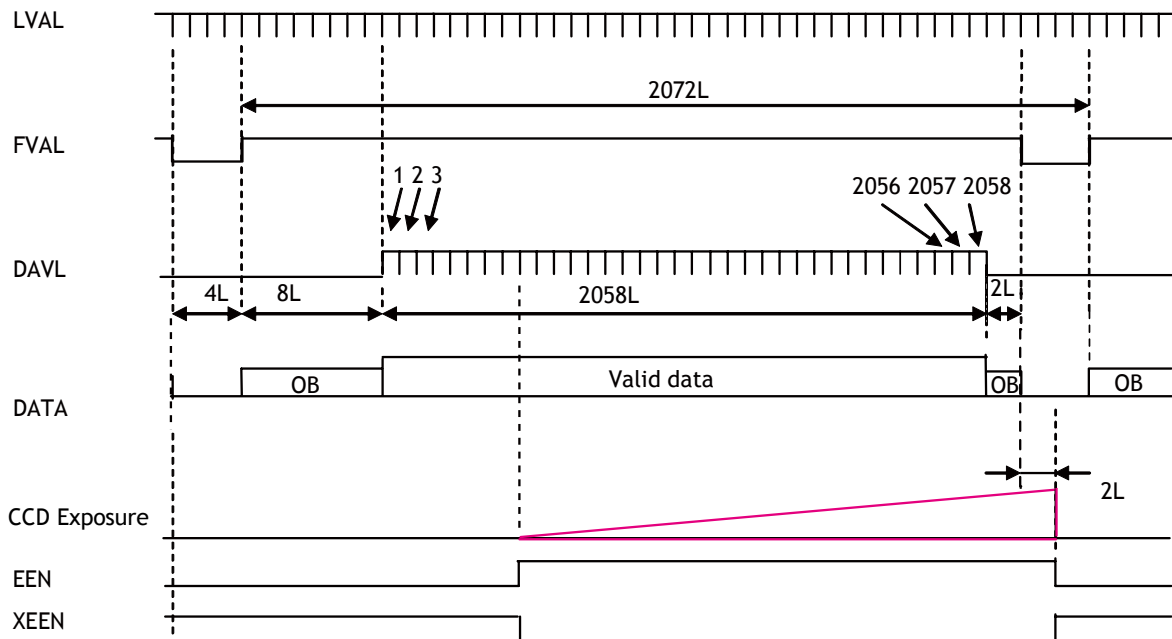 LVAL
2072L
FVAL
1 2 3
2056 2057 2058
DAVL
4L 8L 2058L 2L
OB Valid data OB OB
DATA
2L
CCD Exposure
EEN
XEEN